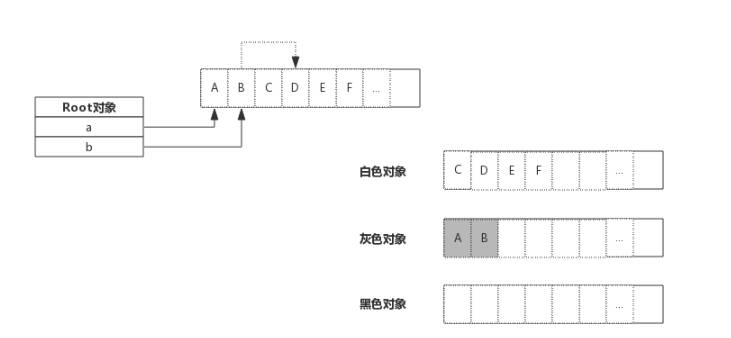 A B C D E F ...
Root对象
a
b
白色对象 C D E F ...
灰色对象 A B ...
黑色对象 ...